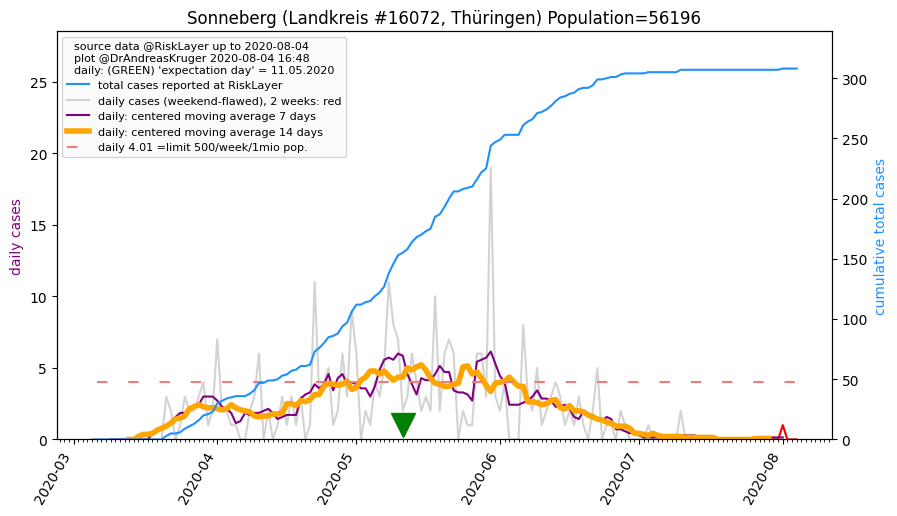 Sonneberg (Landkreis #16072, Thüringen) Population=56196
source data @RiskLayer up to 2020-08-04
plot @DrAndreasKruger 2020-08-04 16:48
daily: (GREEN) 'expectation day' = 11.05.2020
total cases reported at RiskLayer
daily cases (weekend-flawed), 2 weeks: red
daily: centered moving average 7 days
daily: centered moving average 14 days
daily 4.01 =limit 500/week/1mio pop.
daily cases
25
20
15
10
5
0
cumulative total cases
300
250
200
150
100
50
0
2020-03
2020-04
2020-05
2020-06
2020-07
2020-08